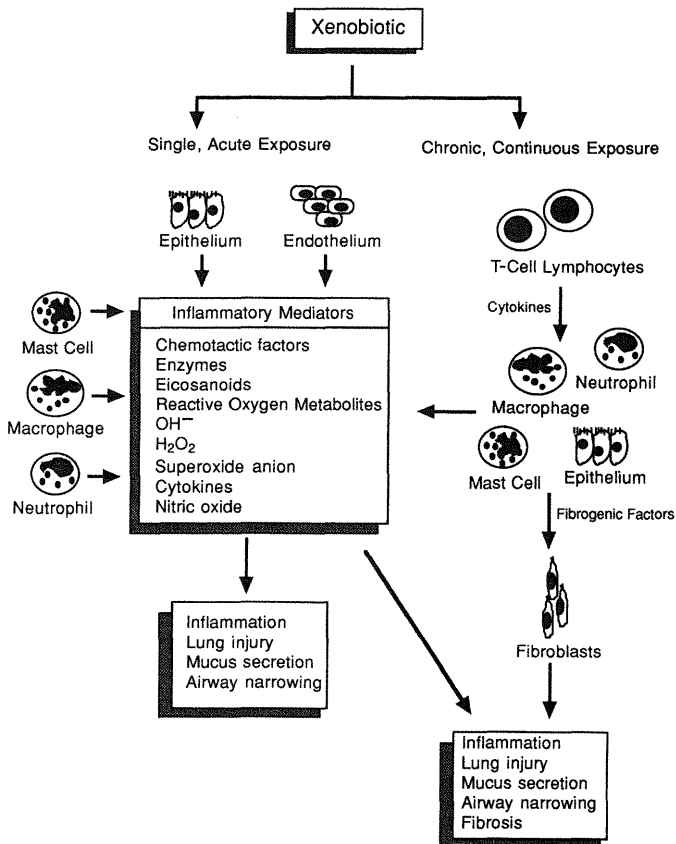 Xenobiotic
Single, Acute Exposure
Chronic, Continuous Exposure
Epithelium
Endothelium
T-Cell Lymphocytes
Cytokines
Mast Cell
Macrophage
Neutrophil
Inflammatory Mediators
Chemotactic factors
Enzymes
Eicosanoids
Reactive Oxygen Metabolites
OH⁻
H₂O₂
Superoxide anion
Cytokines
Nitric oxide
Neutrophil
Macrophage
Mast Cell
Epithelium
Fibrogenic Factors
Fibroblasts
Inflammation
Lung injury
Mucus secretion
Airway narrowing
Inflammation
Lung injury
Mucus secretion
Airway narrowing
Fibrosis